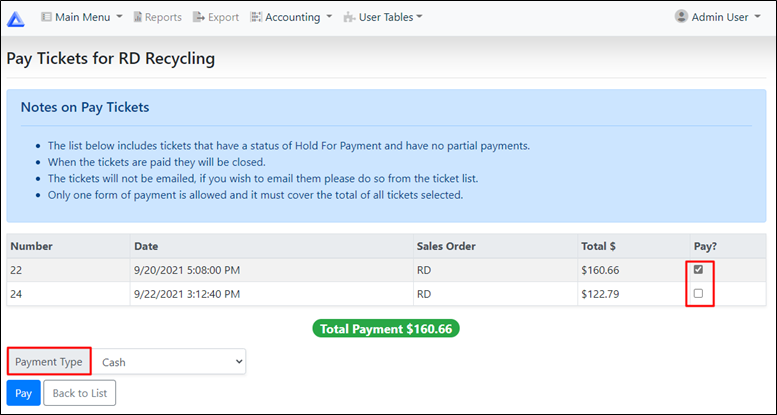 Main Menu Reports Export Accounting User Tables Admin User
Pay Tickets for RD Recycling
Notes on Pay Tickets
The list below includes tickets that have a status of Hold For Payment and have no partial payments.
When the tickets are paid they will be closed.
The tickets will not be emailed, if you wish to email them please do so from the ticket list.
Only one form of payment is allowed and it must cover the total of all tickets selected.
Number Date Sales Order Total $ Pay?
22 9/20/2021 5:08:00 PM RD $160.66
24 9/22/2021 3:12:40 PM RD $122.79
Total Payment $160.66
Payment Type Cash
Pay Back to List